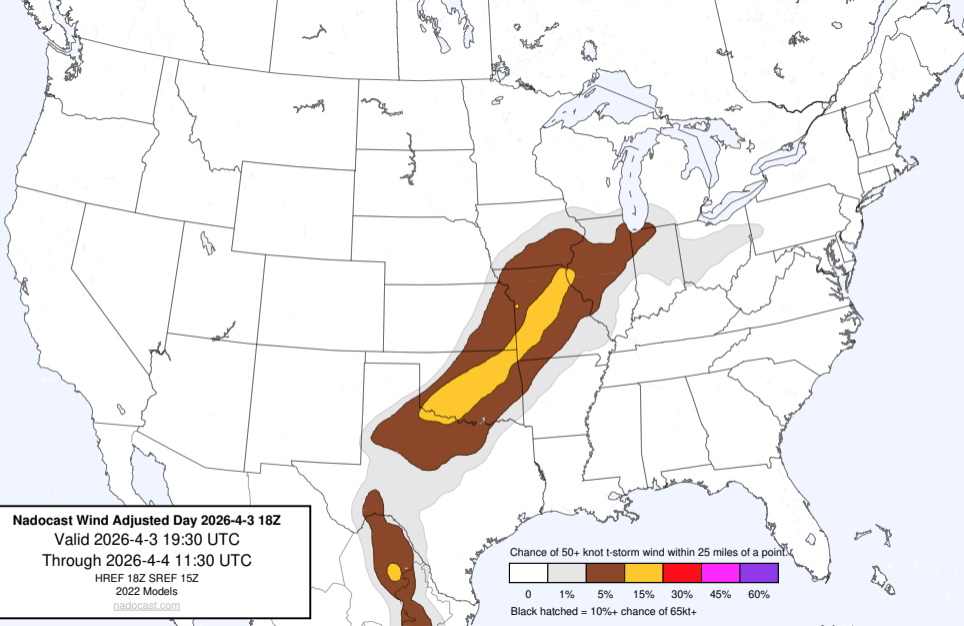 Nadocast Wind Adjusted Day 2026-4-3 18Z
Valid 2026-4-3 19:30 UTC
Through 2026-4-4 11:30 UTC
HREF 18Z SREF 15Z
2022 Models
nadocast.com
Chance of 50+ knot t-storm wind within 25 miles of a point.
0 1% 5% 15% 30% 45% 60%
Black hatched = 10%+ chance of 65kt+